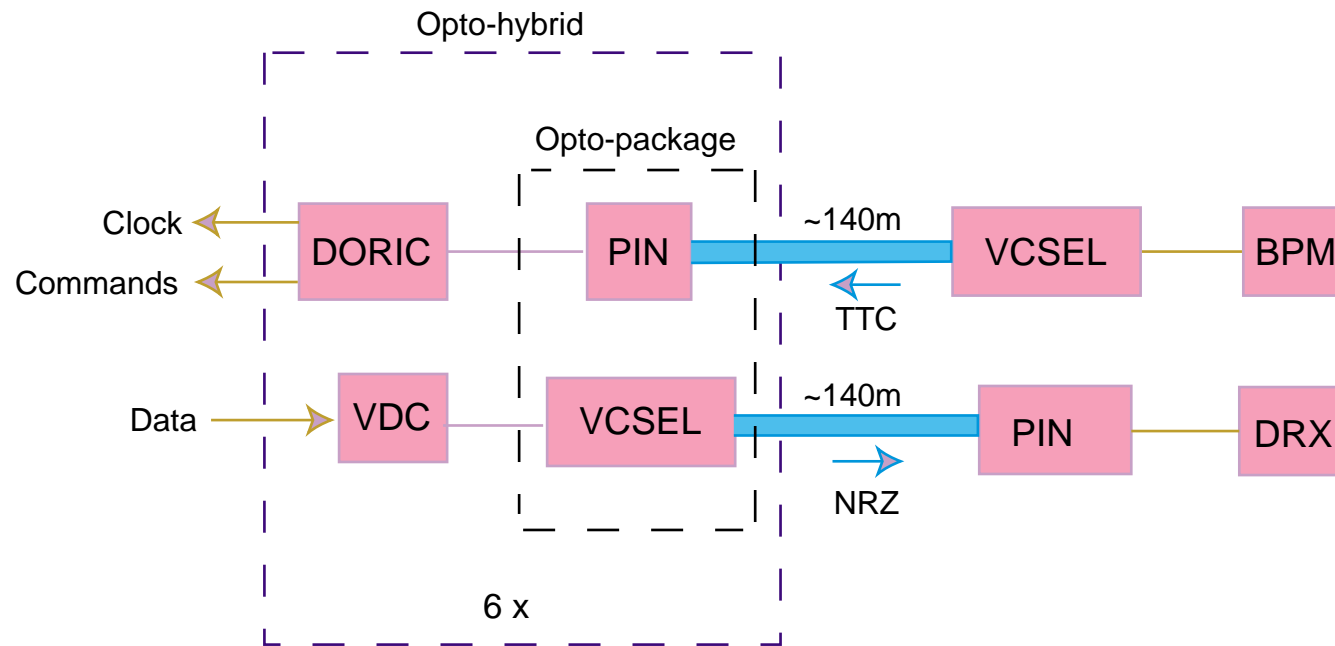 Opto-hybrid
Opto-package
Clock
Commands
DORIC
PIN
~140m
TTC
VCSEL
BPM
Data
VDC
VCSEL
~140m
NRZ
PIN
DRX
6 x